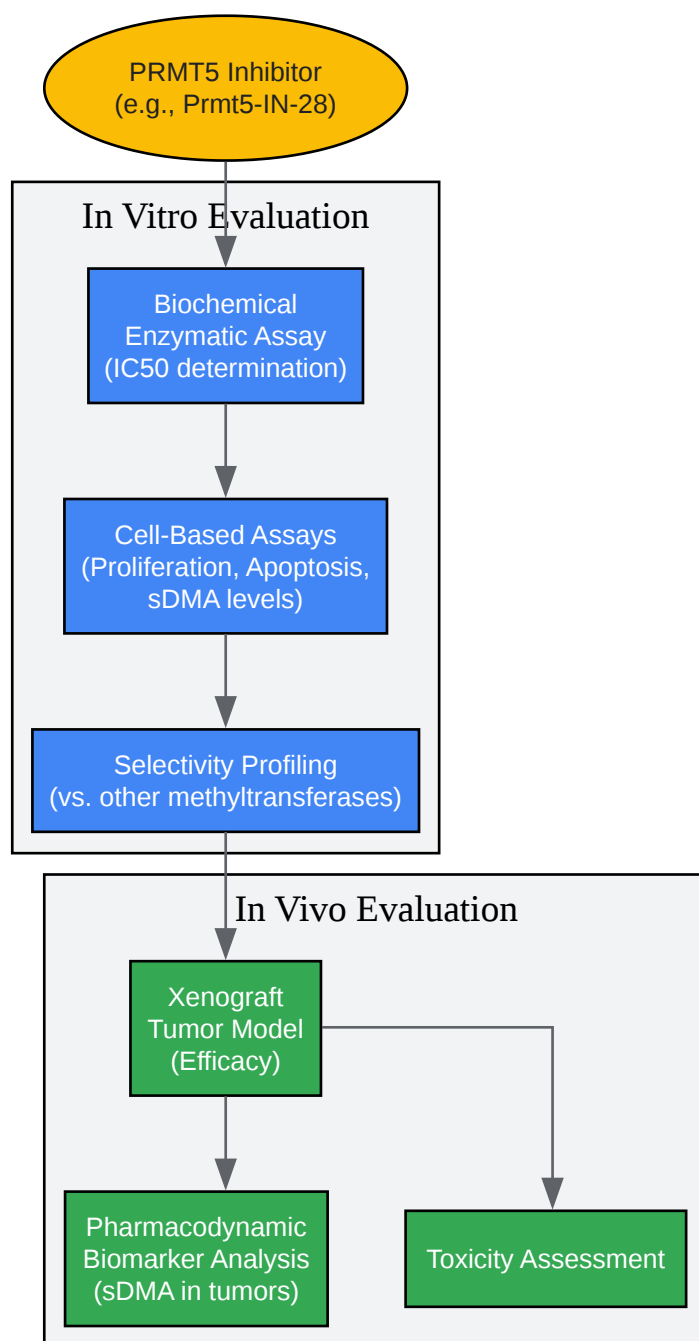 PRMT5 Inhibitor
(e.g., Prmt5-IN-28)
In Vitro Evaluation
Biochemical
Enzymatic Assay
(IC50 determination)
Cell-Based Assays
(Proliferation, Apoptosis,
sDMA levels)
Selectivity Profiling
(vs. other methyltransferases)
In Vivo Evaluation
Xenograft
Tumor Model
(Efficacy)
Pharmacodynamic
Biomarker Analysis
(sDMA in tumors)
Toxicity Assessment